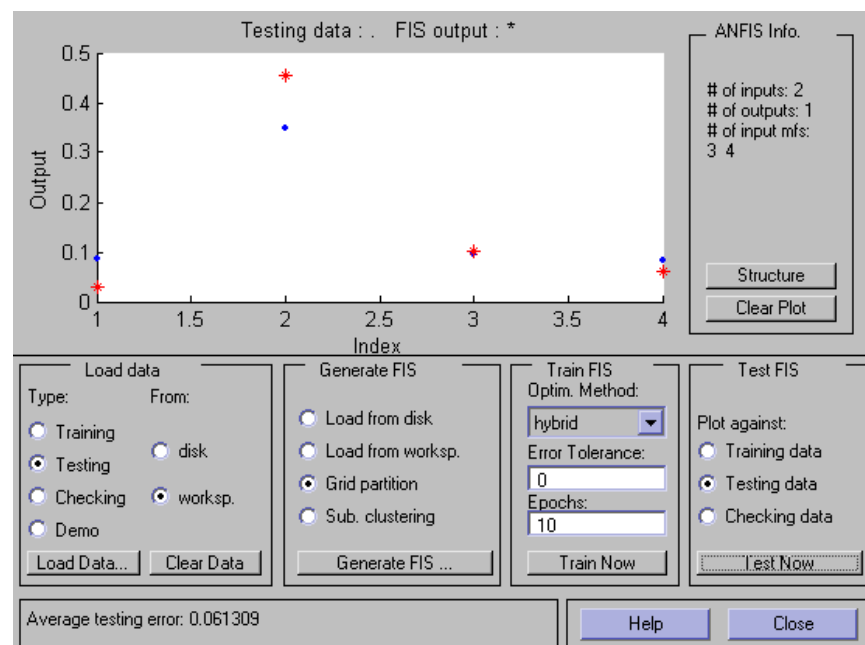 Testing data : .   FIS output : *
0.5
0.4
0.3
0.2
0.1
0
Output
1 1.5 2 2.5 3 3.5 4
Index
ANFIS Info.
# of inputs: 2
# of outputs: 1
# of input mfs:
3 4
Structure
Clear Plot
Load data
Type: From:
Training
Testing
Checking
Demo
disk
worksp.
Load Data... Clear Data
Generate FIS
Load from disk
Load from worksp.
Grid partition
Sub. clustering
Generate FIS ...
Train FIS
Optim. Method:
hybrid
Error Tolerance:
0
Epochs:
10
Train Now
Test FIS
Plot against:
Training data
Testing data
Checking data
Test Now
Average testing error: 0.061309
Help Close